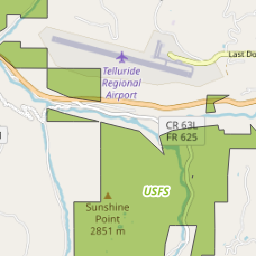 Last Do
Telluride
Regional
Airport
CR 63L
FR 625
USFS
Sunshine
Point
2851 m